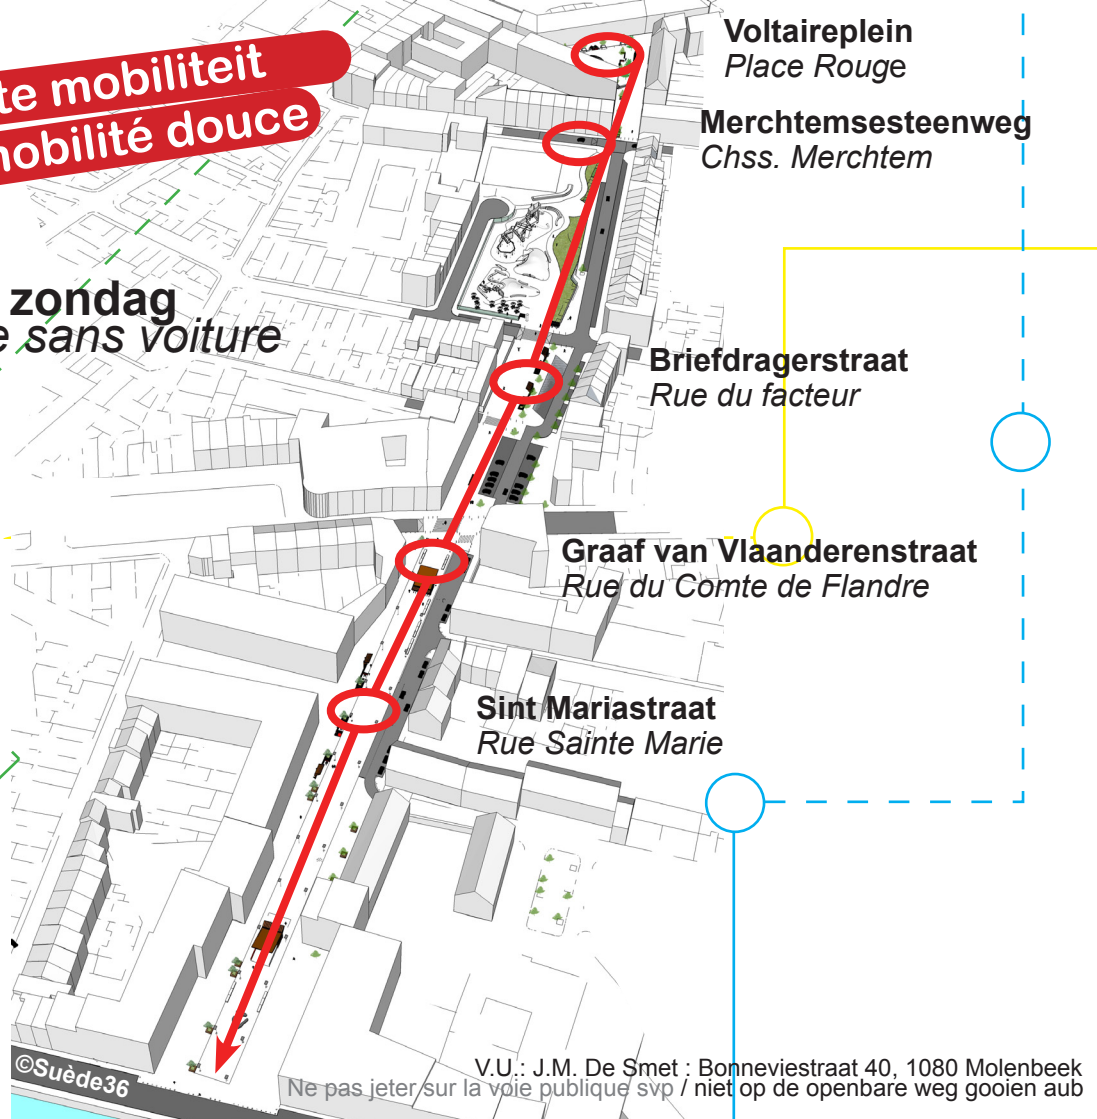 te mobiliteit
mobilité douce
Voltaireplein
Place Rouge
Merchtemsesteenweg
Chss. Merchtem
zondag
e sans voiture
Briefdragerstraat
Rue du facteur
Graaf van Vlaanderenstraat
Rue du Comte de Flandre
Sint Mariastraat
Rue Sainte Marie
©Suède36
V.U.: J.M. De Smet : Bonneviestraat 40, 1080 Molenbeek
Ne pas jeter sur la voie publique svp / niet op de openbare weg gooien aub